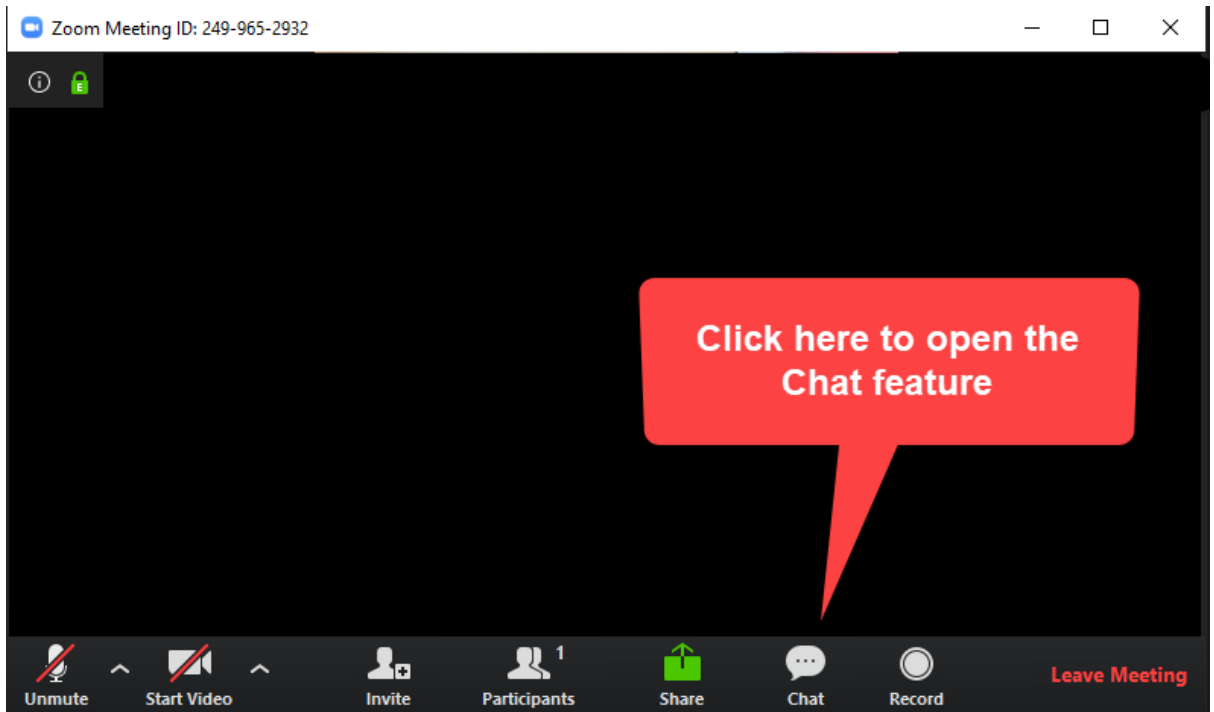 Zoom Meeting ID: 249-965-2932
E
Click here to open the
Chat feature
1
Unmute Start Video Invite Participants Share Chat Record Leave Meeting